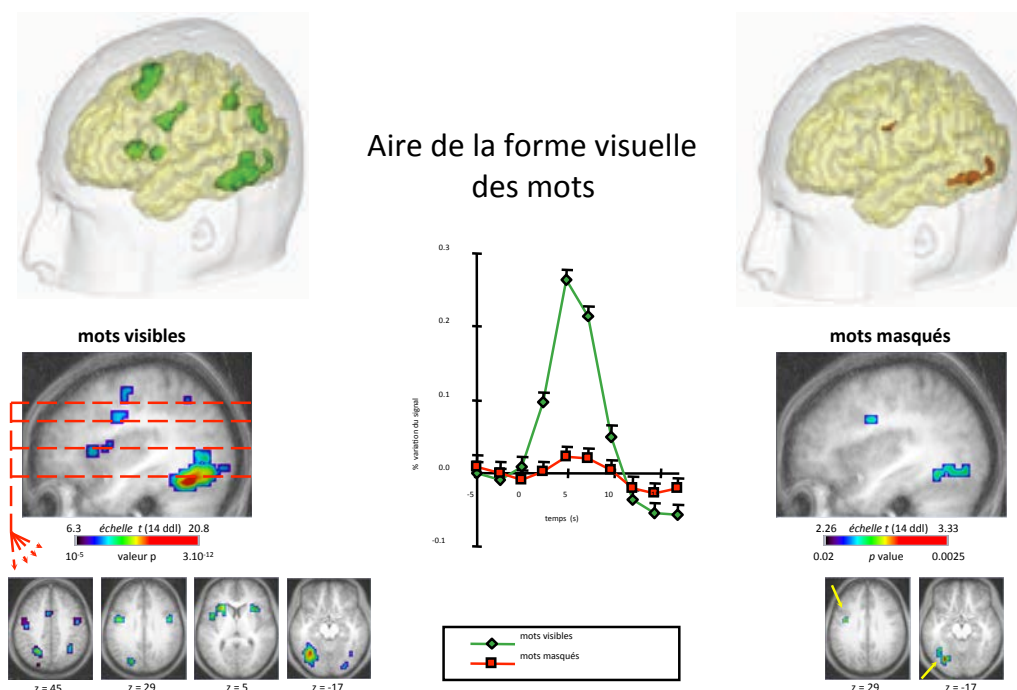 Aire de la forme visuelle
des mots
mots visibles
6.3 échelle t (14 ddl) 20.8
10-5 valeur p 3.10-12
z = 45
z = 29
z = 5
z = -17
0.3
0.2
0.1
0.0
-0.1
% variation du signal
-5
0
5
10
temps (s)
mots visibles
mots masqués
mots masqués
2.26 échelle t (14 ddl) 3.33
0.02 p value 0.0025
z = 29
z = -17